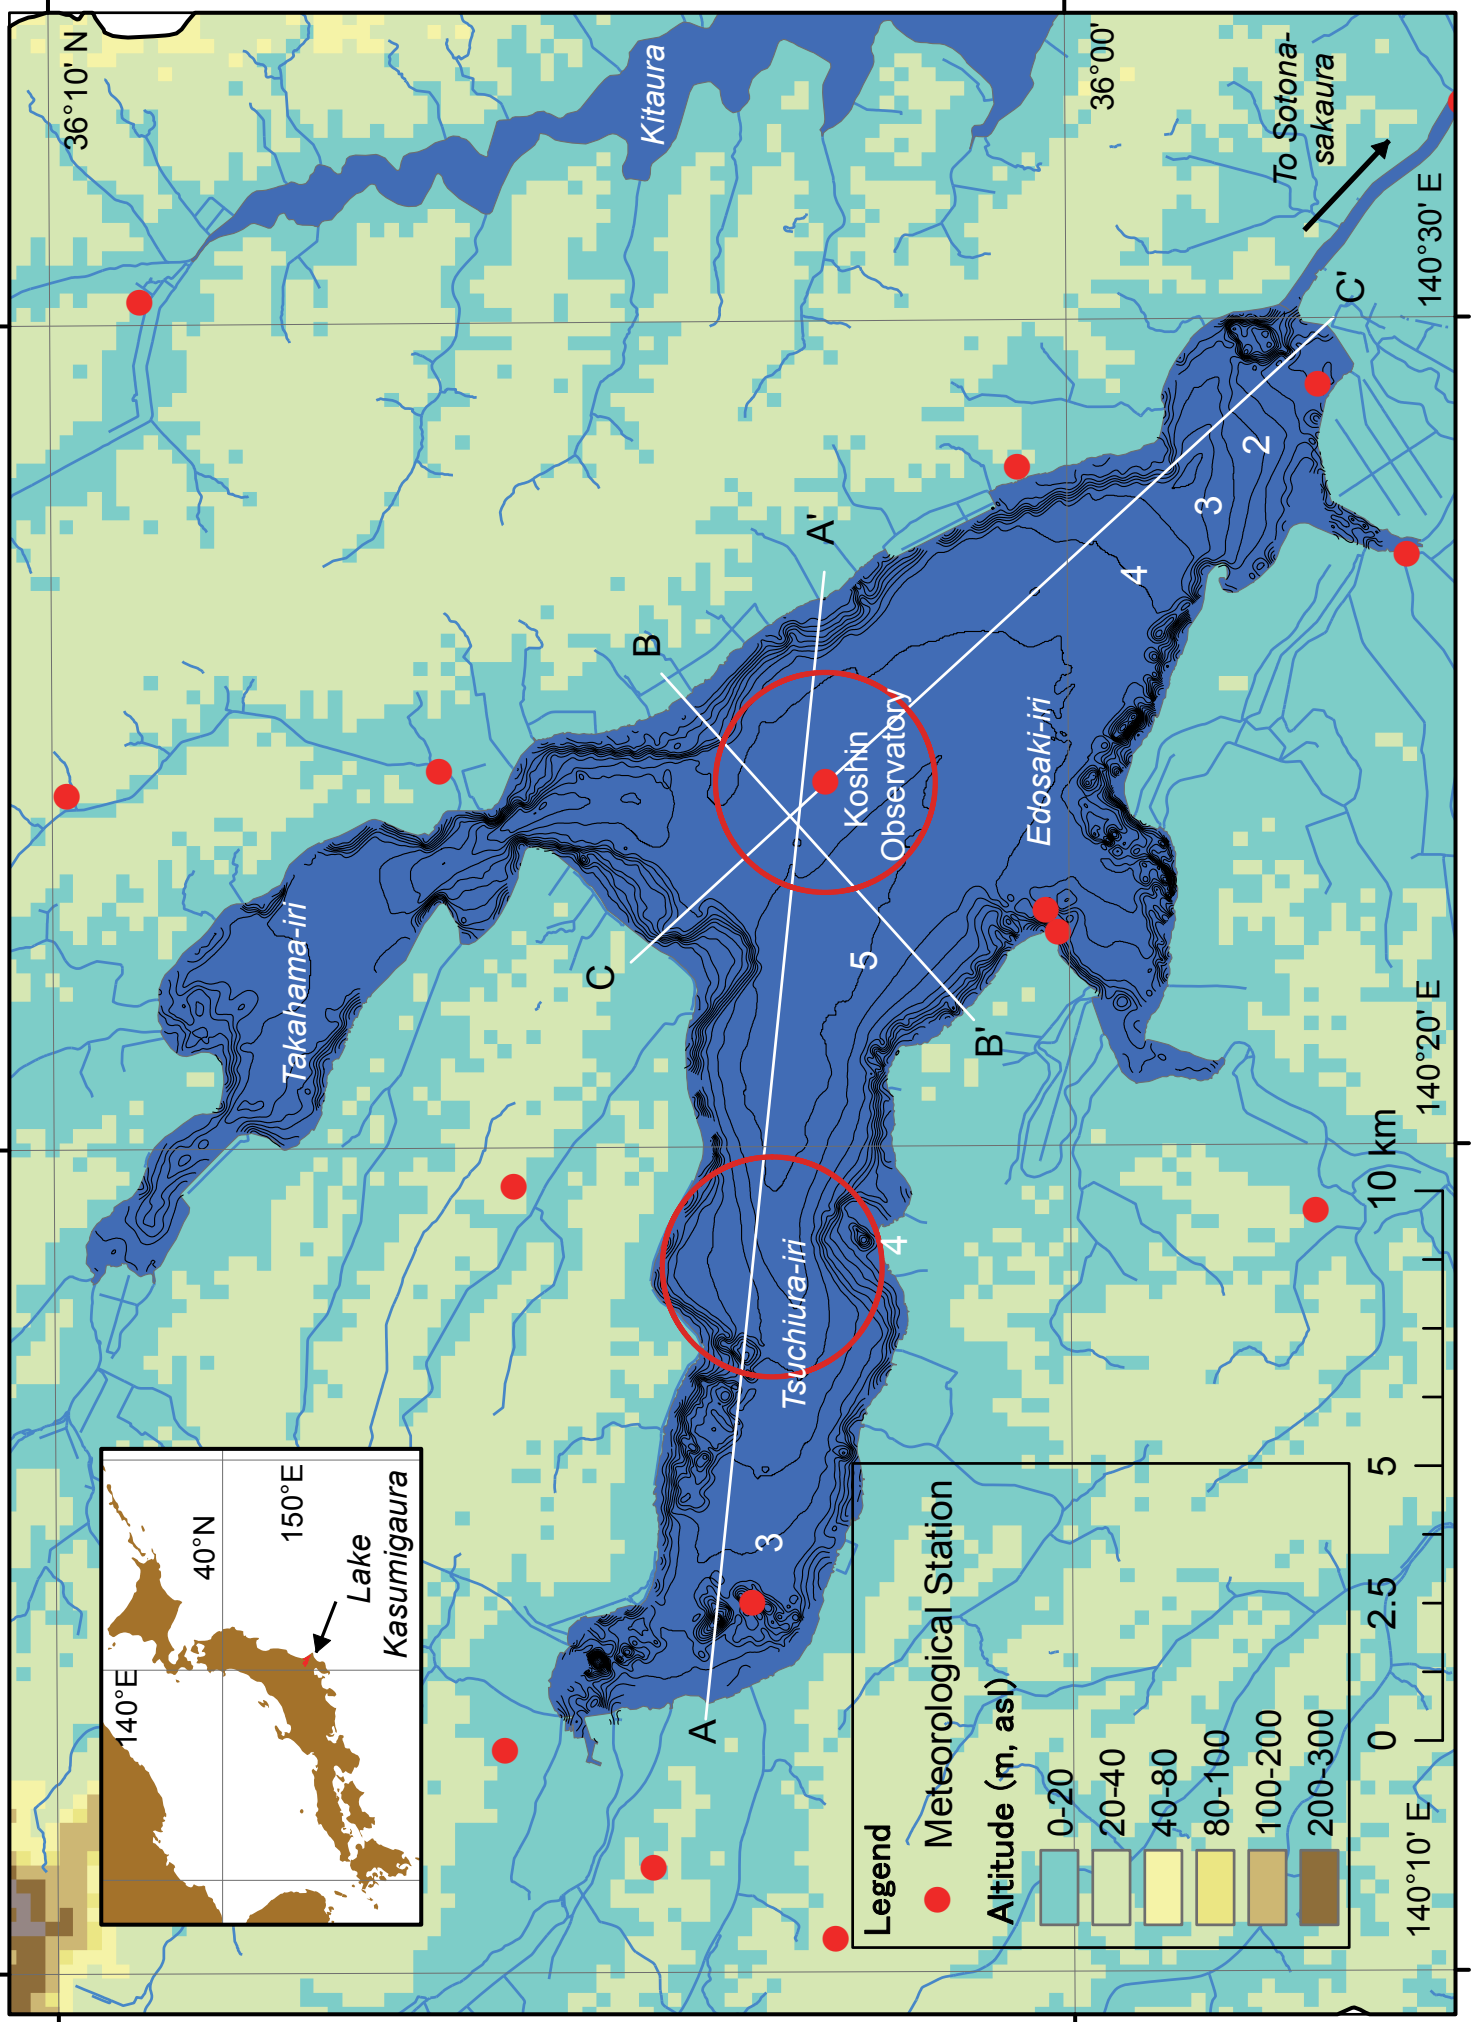 36°10' N
36°00'
Kitaura
To Sotona-
sakaura
140°30' E
140°20' E
140°10' E
Takahama-iri
Tsuchiura-iri
Edosaki-iri
Koshin
Observatory
A
A'
B
B'
C
C'
3
4
5
4
3
2
140°E
40°N
150°E
Lake
Kasumigaura
Legend
Meteorological Station
Altitude (m, asl)
0-20
20-40
40-80
80-100
100-200
200-300
0
2.5
5
10 km